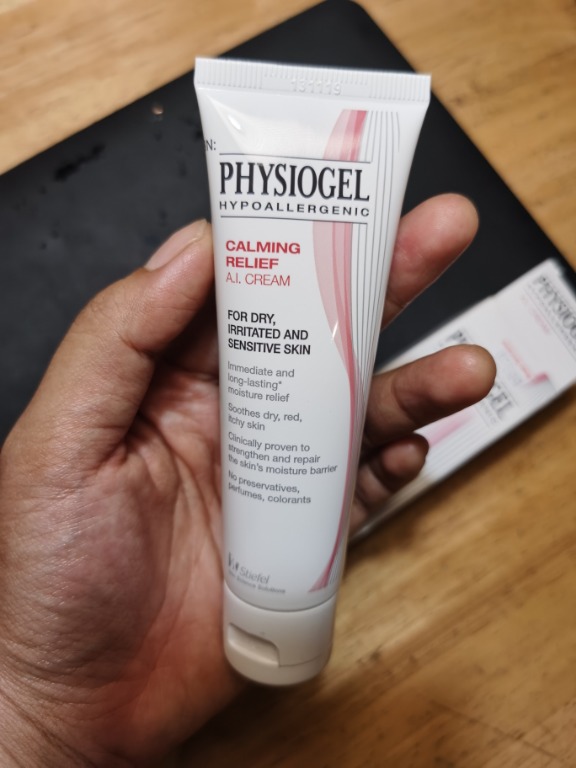 N:
PHYSIOGEL
HYPOALLERGENIC
CALMING
RELIEF
A.I. CREAM
FOR DRY,
IRRITATED AND
SENSITIVE SKIN
Immediate and
long-lasting*
moisture relief
Soothes dry, red,
itchy skin
Clinically proven to
strengthen and repair
the skin's moisture barrier
No preservatives,
perfumes, colorants
Stiefel
PHYSIOGEL